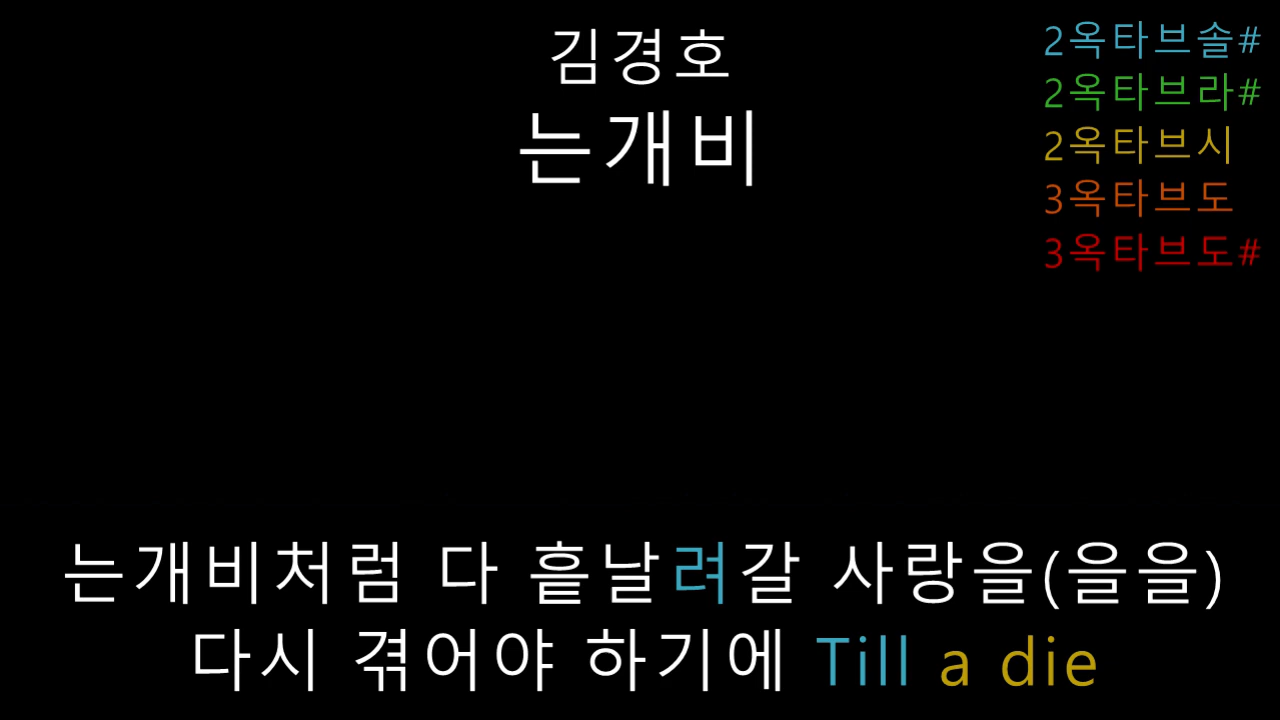 김경호
는개비
2옥타브솔#
2옥타브라#
2옥타브시
3옥타브도
3옥타브도#
는개비처럼 다 흩날려갈 사랑을(을을)
다시 겪어야 하기에 Till a die